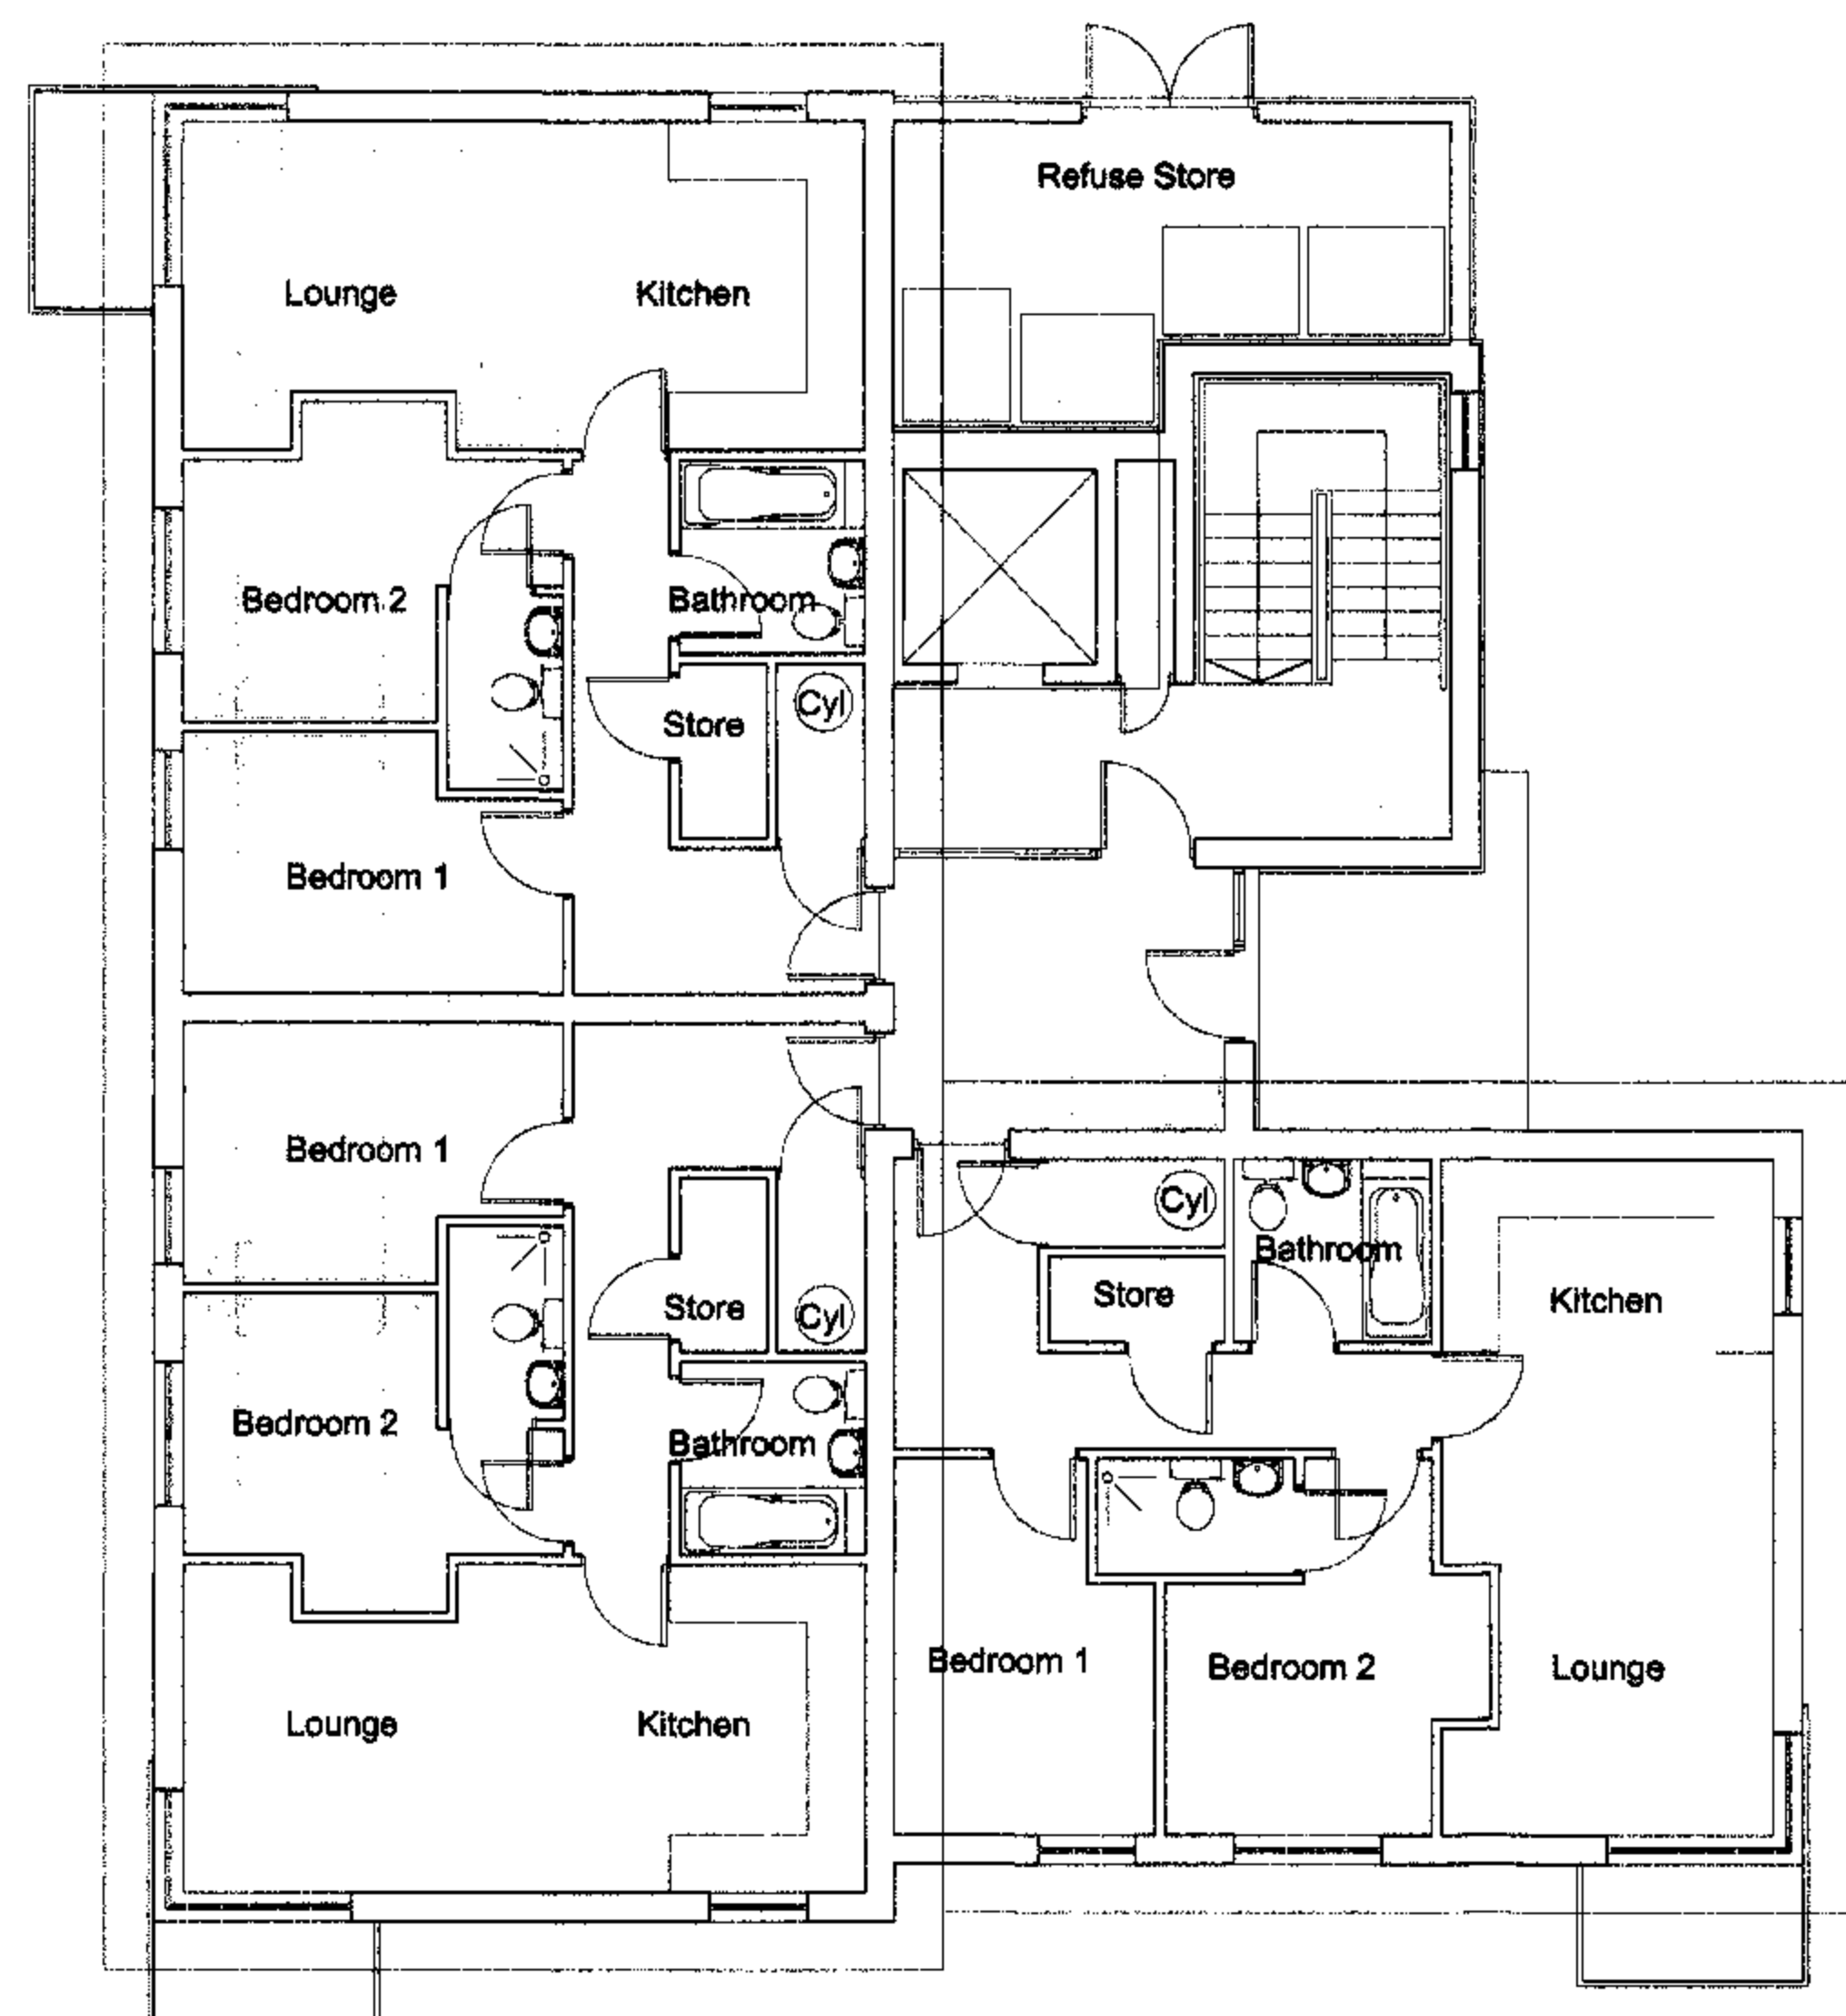 Refuse Store
Lounge
Kitchen
Bedroom 2
Bathroom
Cyl
Store
Bedroom 1
Bedroom 1
Cyl
Bathroom
Store
Kitchen
Store
Cyl
Bedroom 2
Bathroom
Bedroom 1
Bedroom 2
Lounge
Lounge
Kitchen